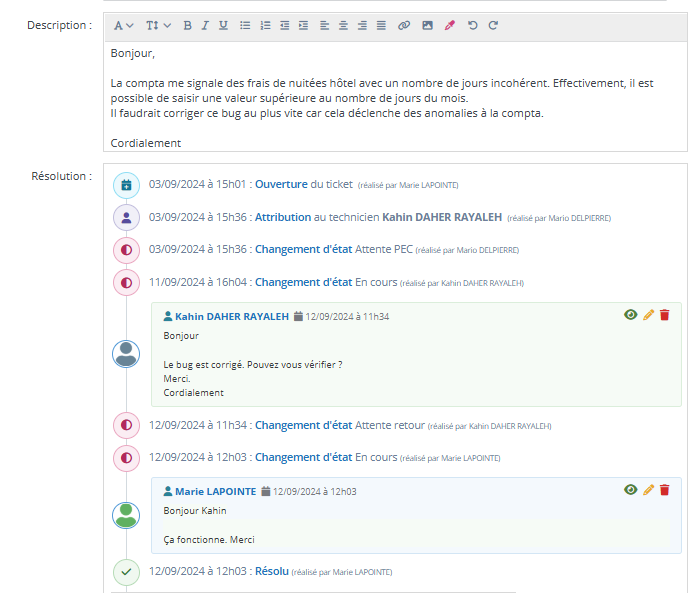 Description :
Bonjour,
La compta me signale des frais de nuitées hôtel avec un nombre de jours incohérent. Effectivement, il est
possible de saisir une valeur supérieure au nombre de jours du mois.
Il faudrait corriger ce bug au plus vite car cela déclenche des anomalies à la compta.
Cordialement
Résolution :
03/09/2024 à 15h01 : Ouverture du ticket (réalisé par Marie LAPOINTE)
03/09/2024 à 15h36 : Attribution au technicien Kahin DAHER RAYALEH (réalisé par Mario DELPIERRE)
03/09/2024 à 15h36 : Changement d'état Attente PEC (réalisé par Mario DELPIERRE)
11/09/2024 à 16h04 : Changement d'état En cours (réalisé par Kahin DAHER RAYALEH)
Kahin DAHER RAYALEH 12/09/2024 à 11h34
Bonjour
Le bug est corrigé. Pouvez vous vérifier ?
Merci.
Cordialement
12/09/2024 à 11h34 : Changement d'état Attente retour (réalisé par Kahin DAHER RAYALEH)
12/09/2024 à 12h03 : Changement d'état En cours (réalisé par Marie LAPOINTE)
Marie LAPOINTE 12/09/2024 à 12h03
Bonjour Kahin
Ça fonctionne. Merci
12/09/2024 à 12h03 : Résolu (réalisé par Marie LAPOINTE)